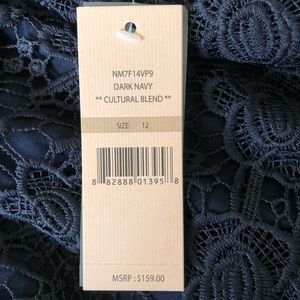 NM7F14VP9
DARK NAVY
** CULTURAL BLEND **
SIZE: 12
8 82888 01395 8
MSRP : $159.00